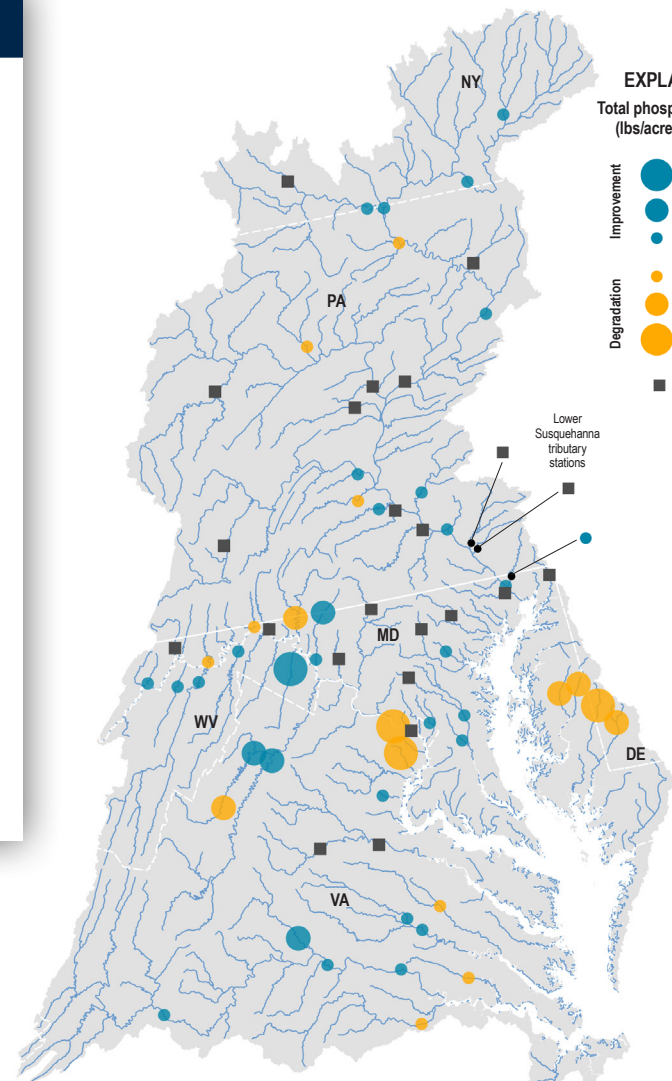 NY
EXPLA
Total phosp
(lbs/acre
Improvement
Degradation
PA
Lower
Susquehanna
tributary
stations
MD
WV
DE
VA